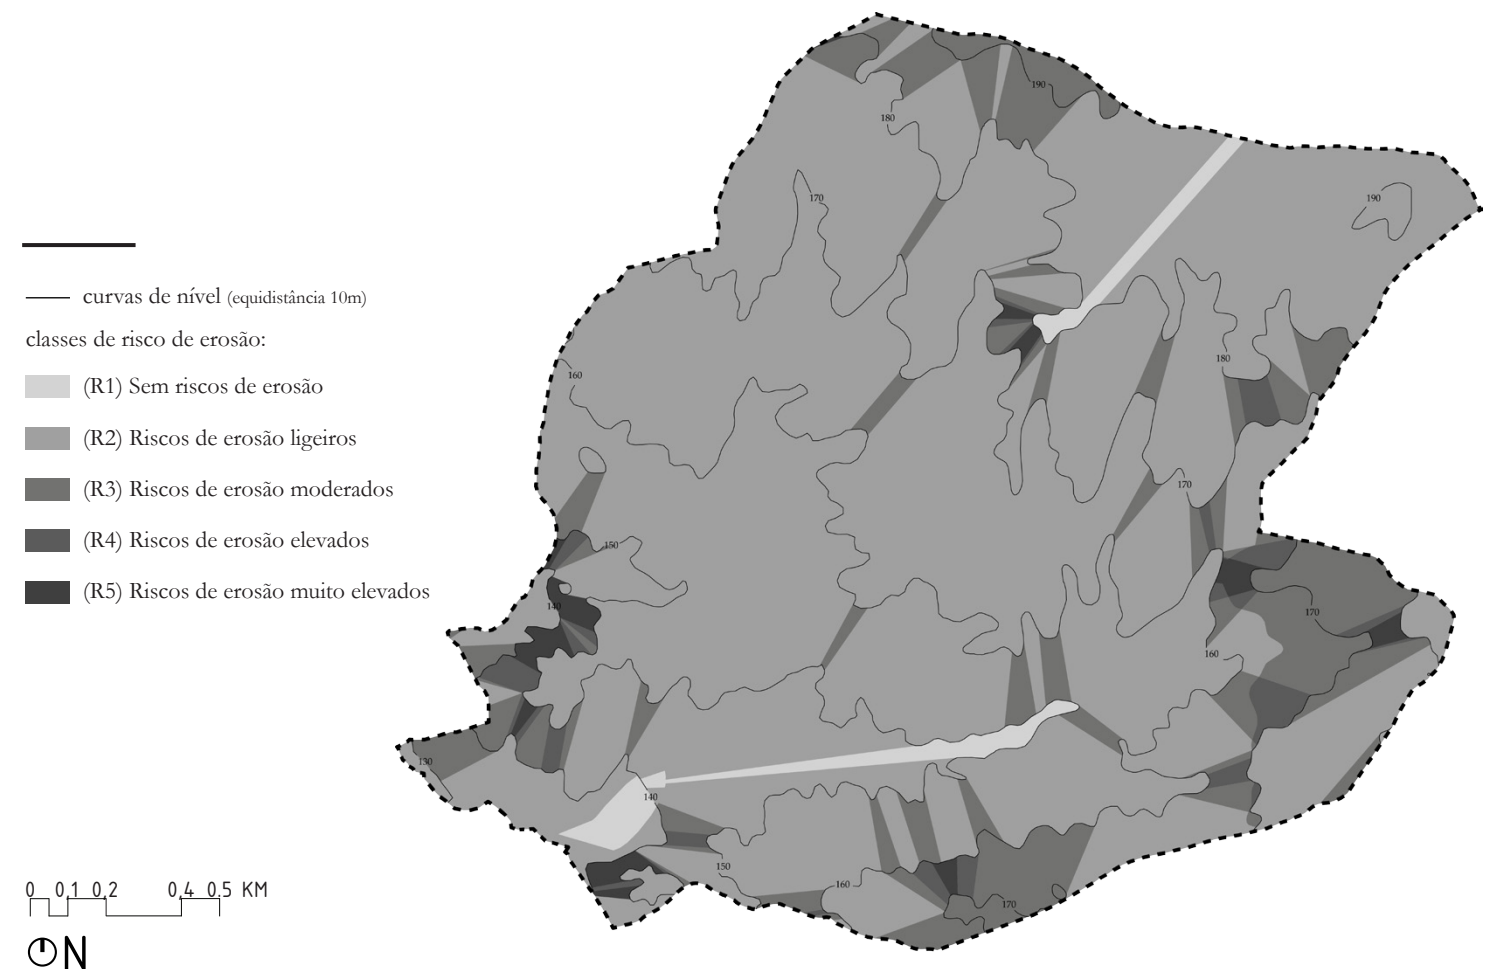 190
180
190
170
curvas de nível (equidistância 10m)
classes de risco de erosão:
180
160
(R1) Sem riscos de erosão
(R2) Riscos de erosão ligeiros
170
(R3) Riscos de erosão moderados
(R4) Riscos de erosão elevados
150
(R5) Riscos de erosão muito elevados
140
170
160
130
140
150
160
0 0,1 0,2 0,4 0,5 KM
170
N